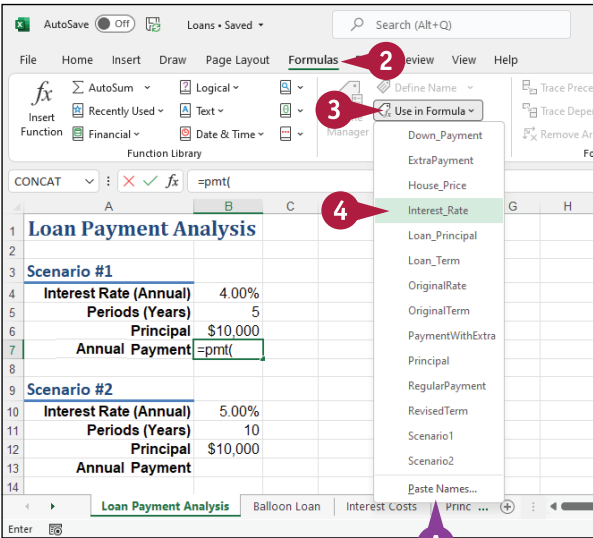 AutoSave Off Loans • Saved Search (Alt+Q)
File Home Insert Draw Page Layout Formulas 2 eview View Help
fx Insert Function
∑ AutoSum
Recently Used
Financial
Logical
Text
Date & Time
Function Library
Manager
Define Name
3 Use in Formula
Trace Prece
Trace Depe
Remove Ar
Fo
CONCAT fx =pmt(
A B C G H
1 Loan Payment Analysis
2
3 Scenario #1
4 Interest Rate (Annual) 4.00%
5 Periods (Years) 5
6 Principal $10,000
7 Annual Payment =pmt(
8
9 Scenario #2
10 Interest Rate (Annual) 5.00%
11 Periods (Years) 10
12 Principal $10,000
13 Annual Payment
14
Down_Payment
ExtraPayment
House_Price
4 Interest_Rate
Loan_Principal
Loan_Term
OriginalRate
OriginalTerm
PaymentWithExtra
Principal
RegularPayment
RevisedTerm
Scenario1
Scenario2
Paste Names...
Loan Payment Analysis Balloon Loan Interest Costs Princ ...
Enter